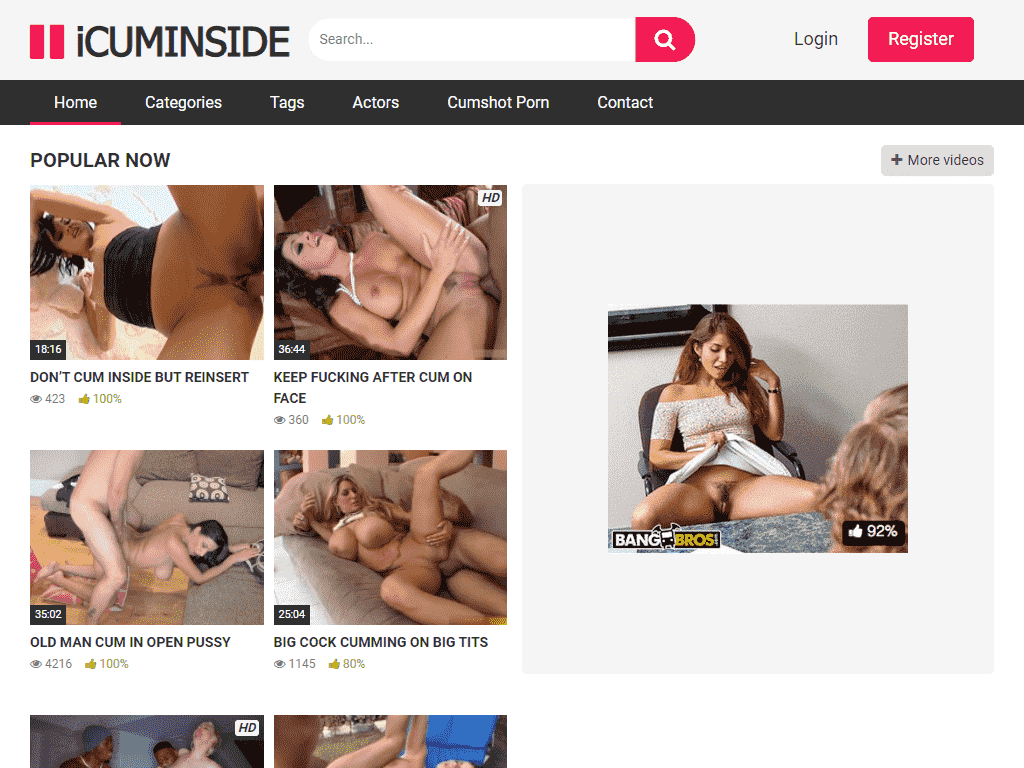 iCUMINSIDE
Search...
Login
Register
Home
Categories
Tags
Actors
Cumshot Porn
Contact
POPULAR NOW
+ More videos
18:16
DON'T CUM INSIDE BUT REINSERT
423 100%
HD
36:44
KEEP FUCKING AFTER CUM ON
FACE
360 100%
35:02
OLD MAN CUM IN OPEN PUSSY
4216 100%
25:04
BIG COCK CUMMING ON BIG TITS
1145 80%
BANGBROS!
92%
HD